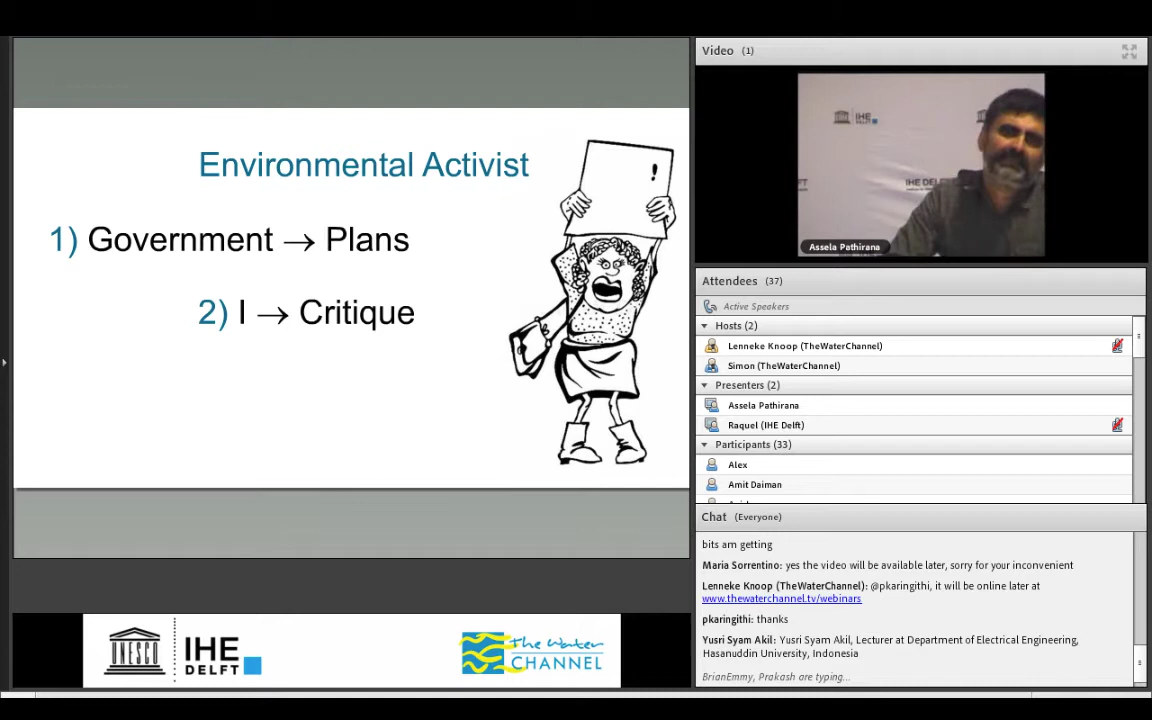 Environmental Activist
!
1) Government → Plans
2) I → Critique
UNESCO
IHE
DELFT
The Water
CHANNEL
Video (1)
IHE
IHE DEL
Assela Pathirana
Attendees (37)
Active Speakers
Hosts (2)
Lenneke Knoop (TheWaterChannel)
Simon (TheWaterChannel)
Presenters (2)
Assela Pathirana
Raquel (IHE Delft)
Participants (33)
Alex
Amit Daiman
Chat (Everyone)
bits am getting
Maria Sorrentino: yes the video will be available later, sorry for your inconvenient
Lenneke Knoop (TheWaterChannel): @pkaringithi, it will be online later at
www.thewaterchannel.tv/webinars
pkaringithi: thanks
Yusri Syam Akil: Yusri Syam Akil, Lecturer at Department of Electrical Engineering,
Hasanuddin University, Indonesia
BrianEmmy, Prakash are typing...